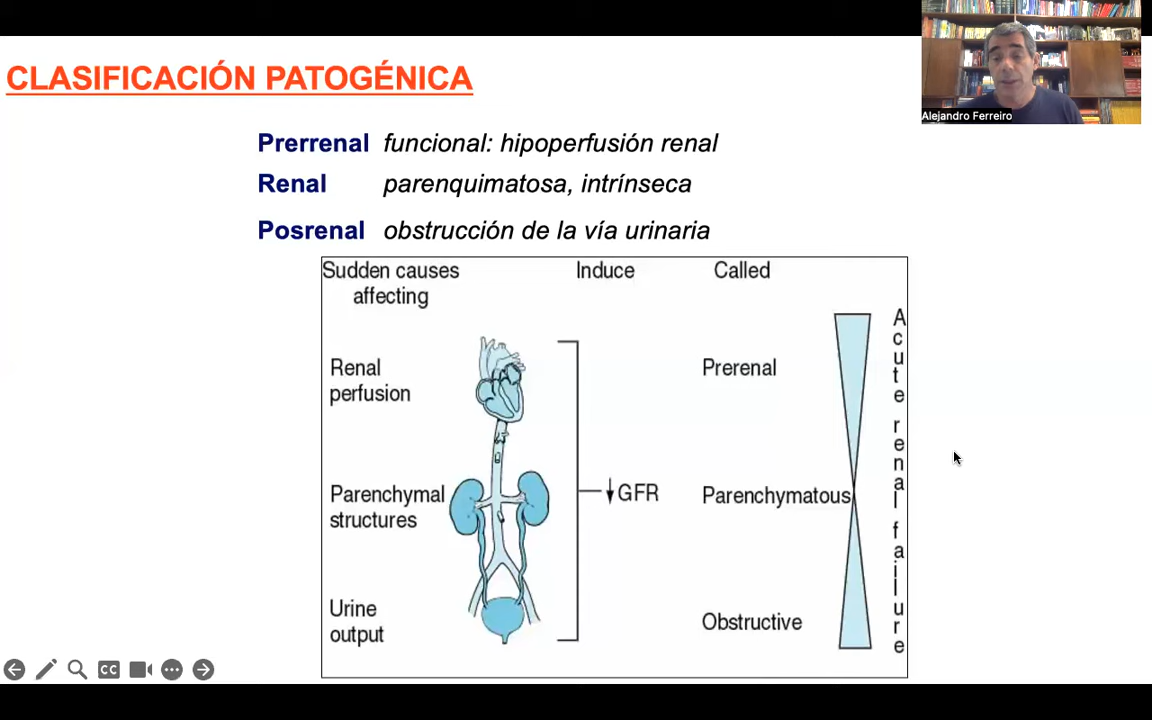 CLASIFICACIÓN PATOGÉNICA
Alejandro Ferreiro
Prerrenal funcional: hipoperfusión renal
Renal parenquimatosa, intrínseca
Posrenal obstrucción de la vía urinaria
Sudden causes affecting
Induce
Called
Renal perfusion
Prerenal
Parenchymal structures
↓GFR
Parenchymatous
Urine output
Obstructive
Acute renal failure
CC